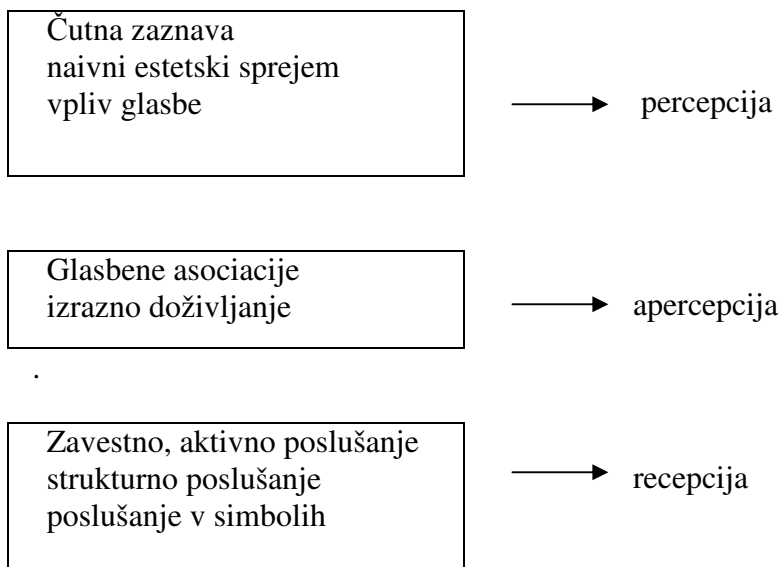 Čutna zaznava
naivni estetski sprejem
vpliv glasbe
percepcija
Glasbene asociacije
izrazno doživljanje
apercepcija
.
Zavestno, aktivno poslušanje
strukturno poslušanje
poslušanje v simbolih
recepcija